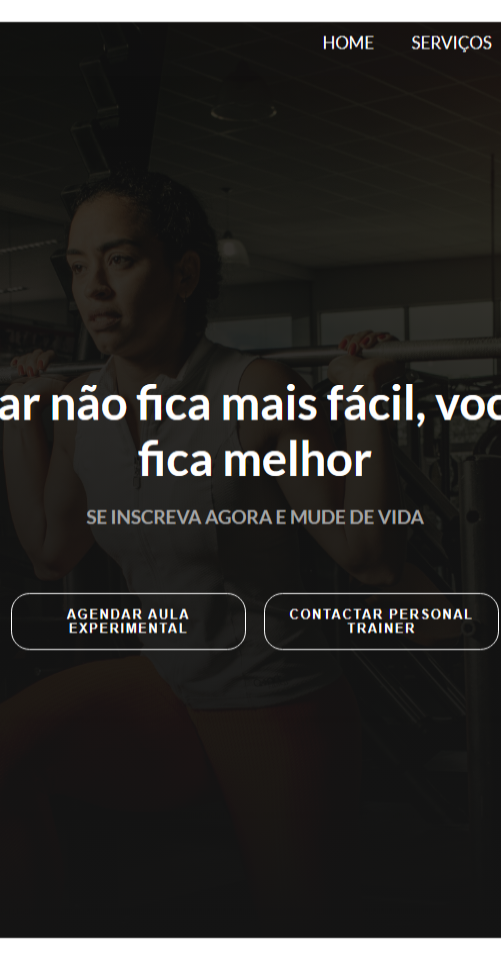 HOME SERVIÇOS
ar não fica mais fácil, voc
fica melhor
SE INSCREVA AGORA E MUDE DE VIDA
AGENDAR AULA
EXPERIMENTAL
CONTACTAR PERSONAL
TRAINER